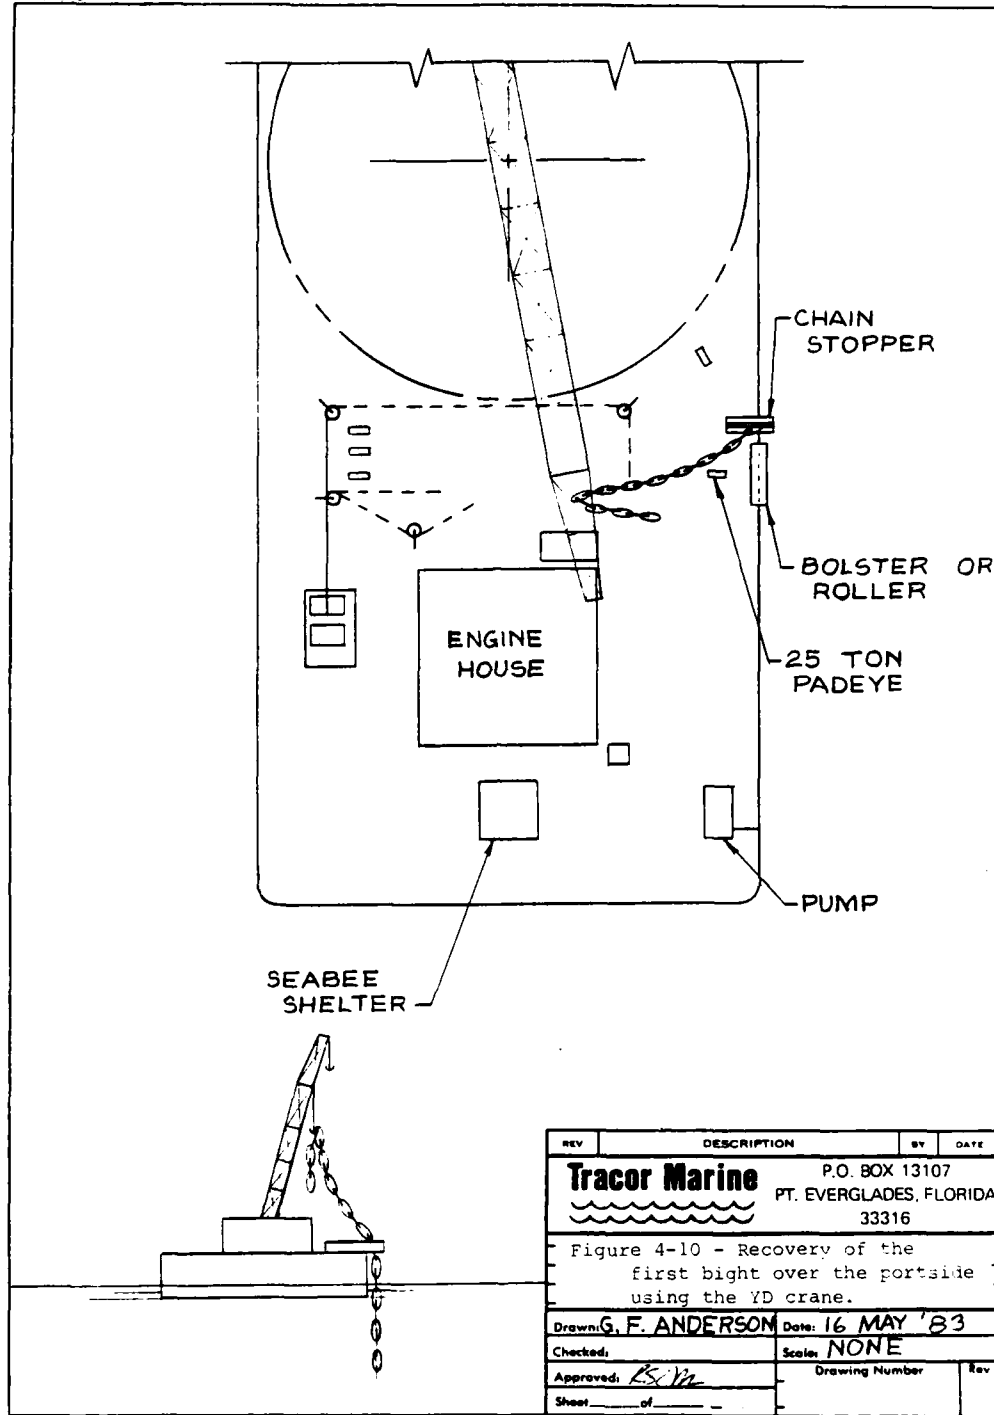 CHAIN
STOPPER
BOLSTER OR
ROLLER
25 TON
PADEYE
ENGINE
HOUSE
PUMP
SEABEE
SHELTER
REV DESCRIPTION BY DATE
Tracor Marine
P.O. BOX 13107
PT. EVERGLADES, FLORIDA
33316
Figure 4-10 - Recovery of the
first bight over the portside
using the YD crane.
Drawn: G. F. ANDERSON Date: 16 MAY '83
Checked: Scale: NONE
Approved: Drawing Number Rev
Sheet of